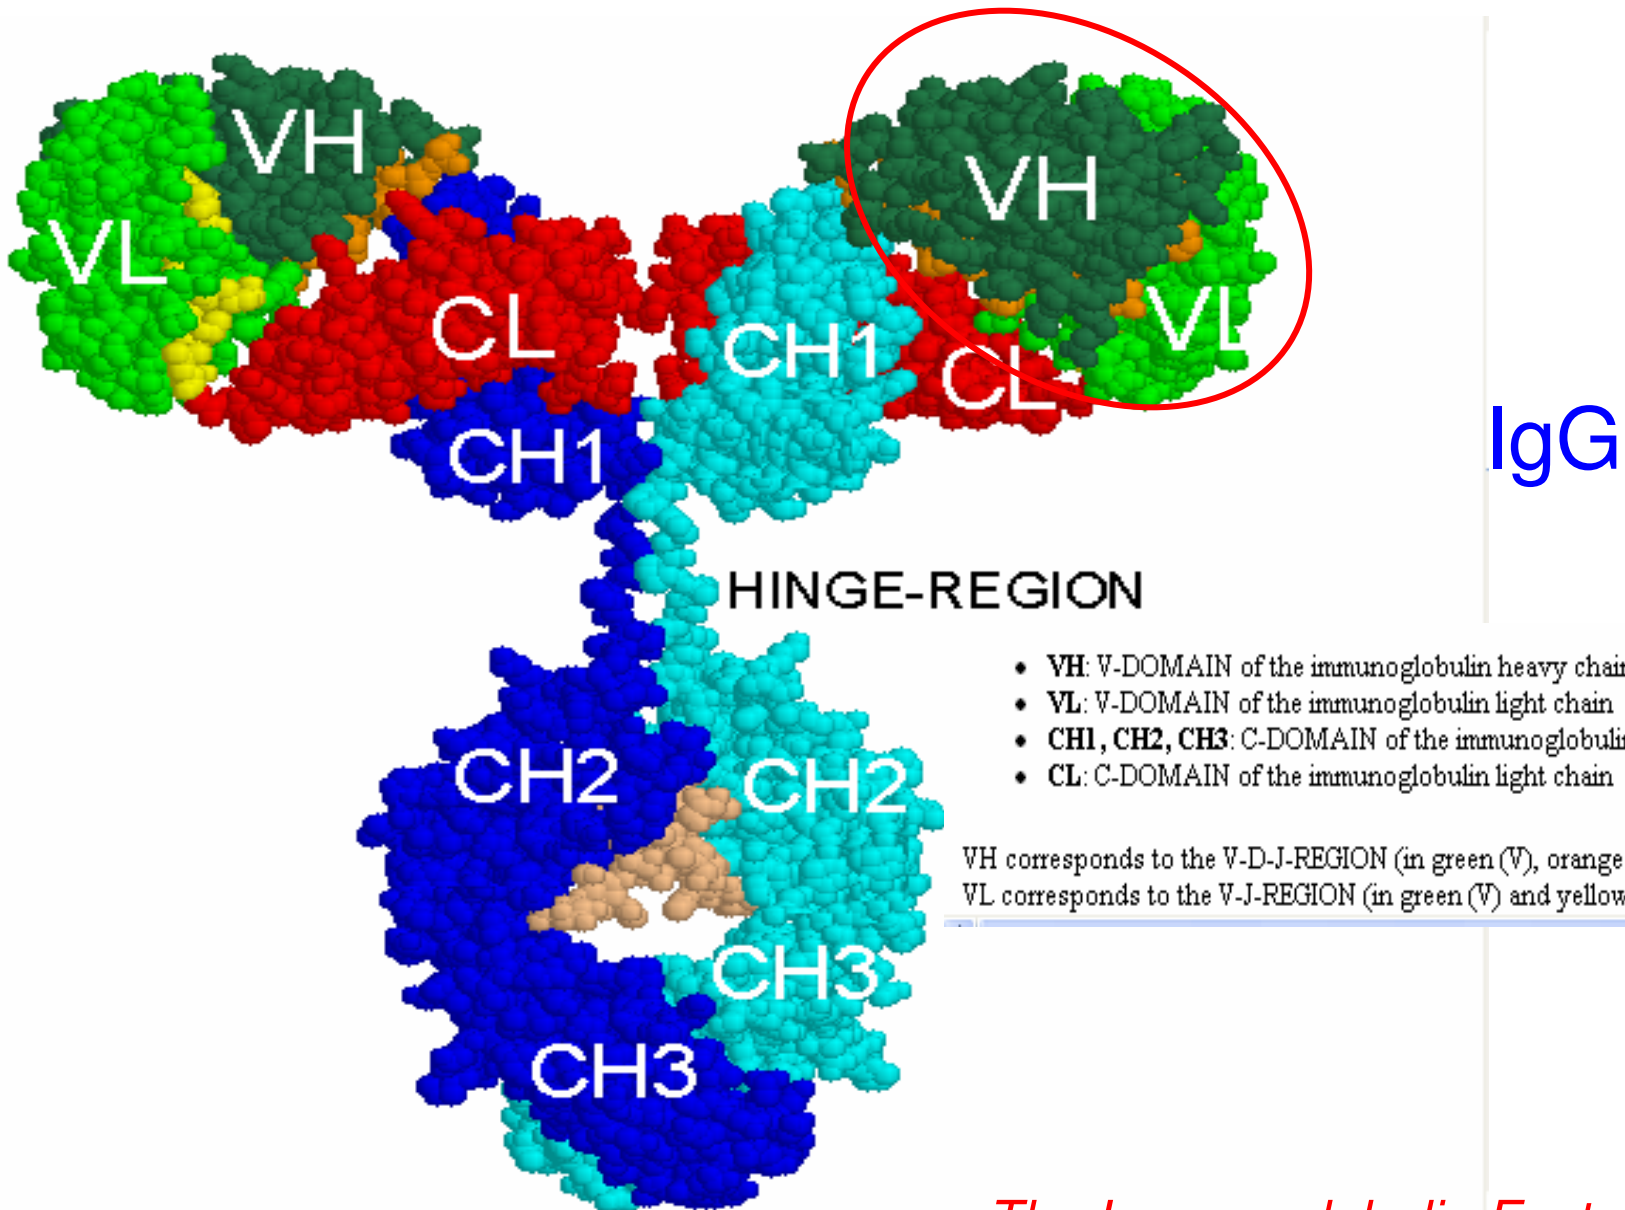 VH
VH
VL
CL
CH1
VL
CL
CH1
IgG
HINGE-REGION
• VH: V-DOMAIN of the immunoglobulin heavy chain
• VL: V-DOMAIN of the immunoglobulin light chain
• CH1, CH2, CH3: C-DOMAIN of the immunoglobulin
• CL: C-DOMAIN of the immunoglobulin light chain
CH2
CH2
VH corresponds to the V-D-J-REGION (in green (V), orange
VL corresponds to the V-J-REGION (in green (V) and yellow
CH3
CH3